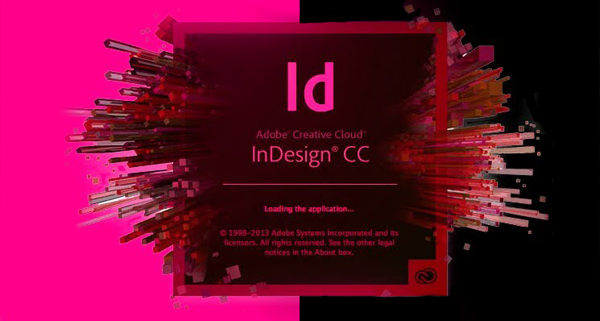 Id
Adobe® Creative Cloud™
InDesign® CC
Loading the application...
© 1999–2013 Adobe Systems Incorporated and its
licensors. All rights reserved. See the other legal
notices in the About box.